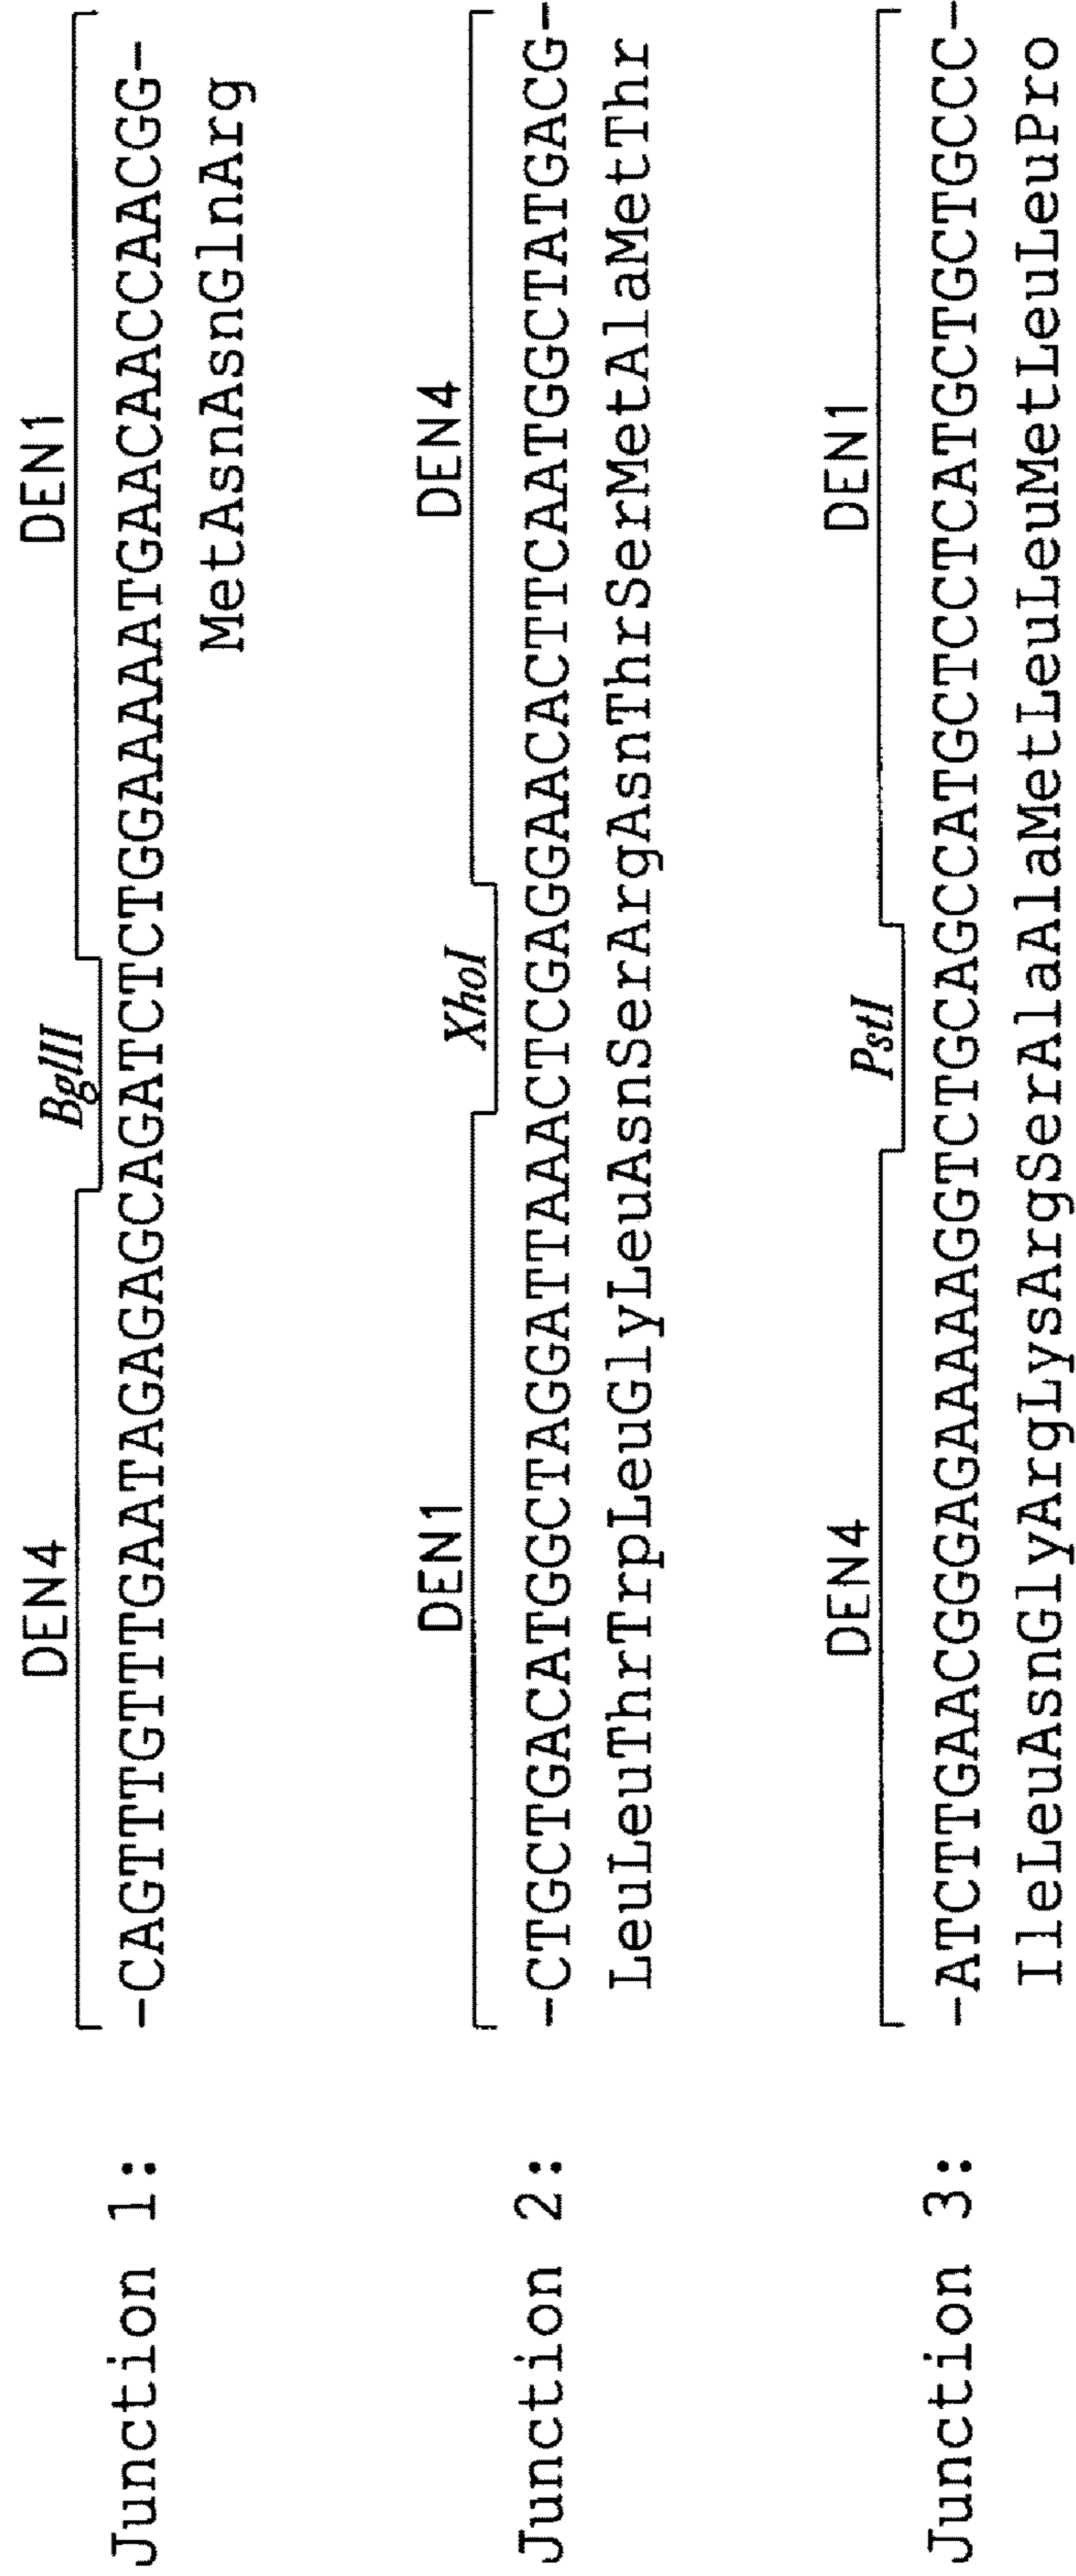 DEN4 BglII DEN1
Junction 1: -CAGTTTGTTTGAATAGAGAGCAGATCTCTGGAAAAATGAACAACCAACGG-
MetAsnAsnGlnArg
DEN1 XhoI DEN4
Junction 2: -CTGCTGACATGGCTAGGATTAAACTCGAGGAACACTTCAATGGCTATGACG-
LeuLeuThrTrpLeuGlyLeuAsnSerArgAsnThrSerMetAlaMetThr
DEN4 PstI DEN1
Junction 3: -ATCTTGAACGGGAGAAAAAGGTCTGCAGCCATGCTCCTCATGCTGCTGCCC-
IleLeuAsnGlyArgLysArgSerAlaAlaMetLeuLeuMetLeuLeuPro